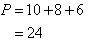 P = 10 + 8 + 6
= 24